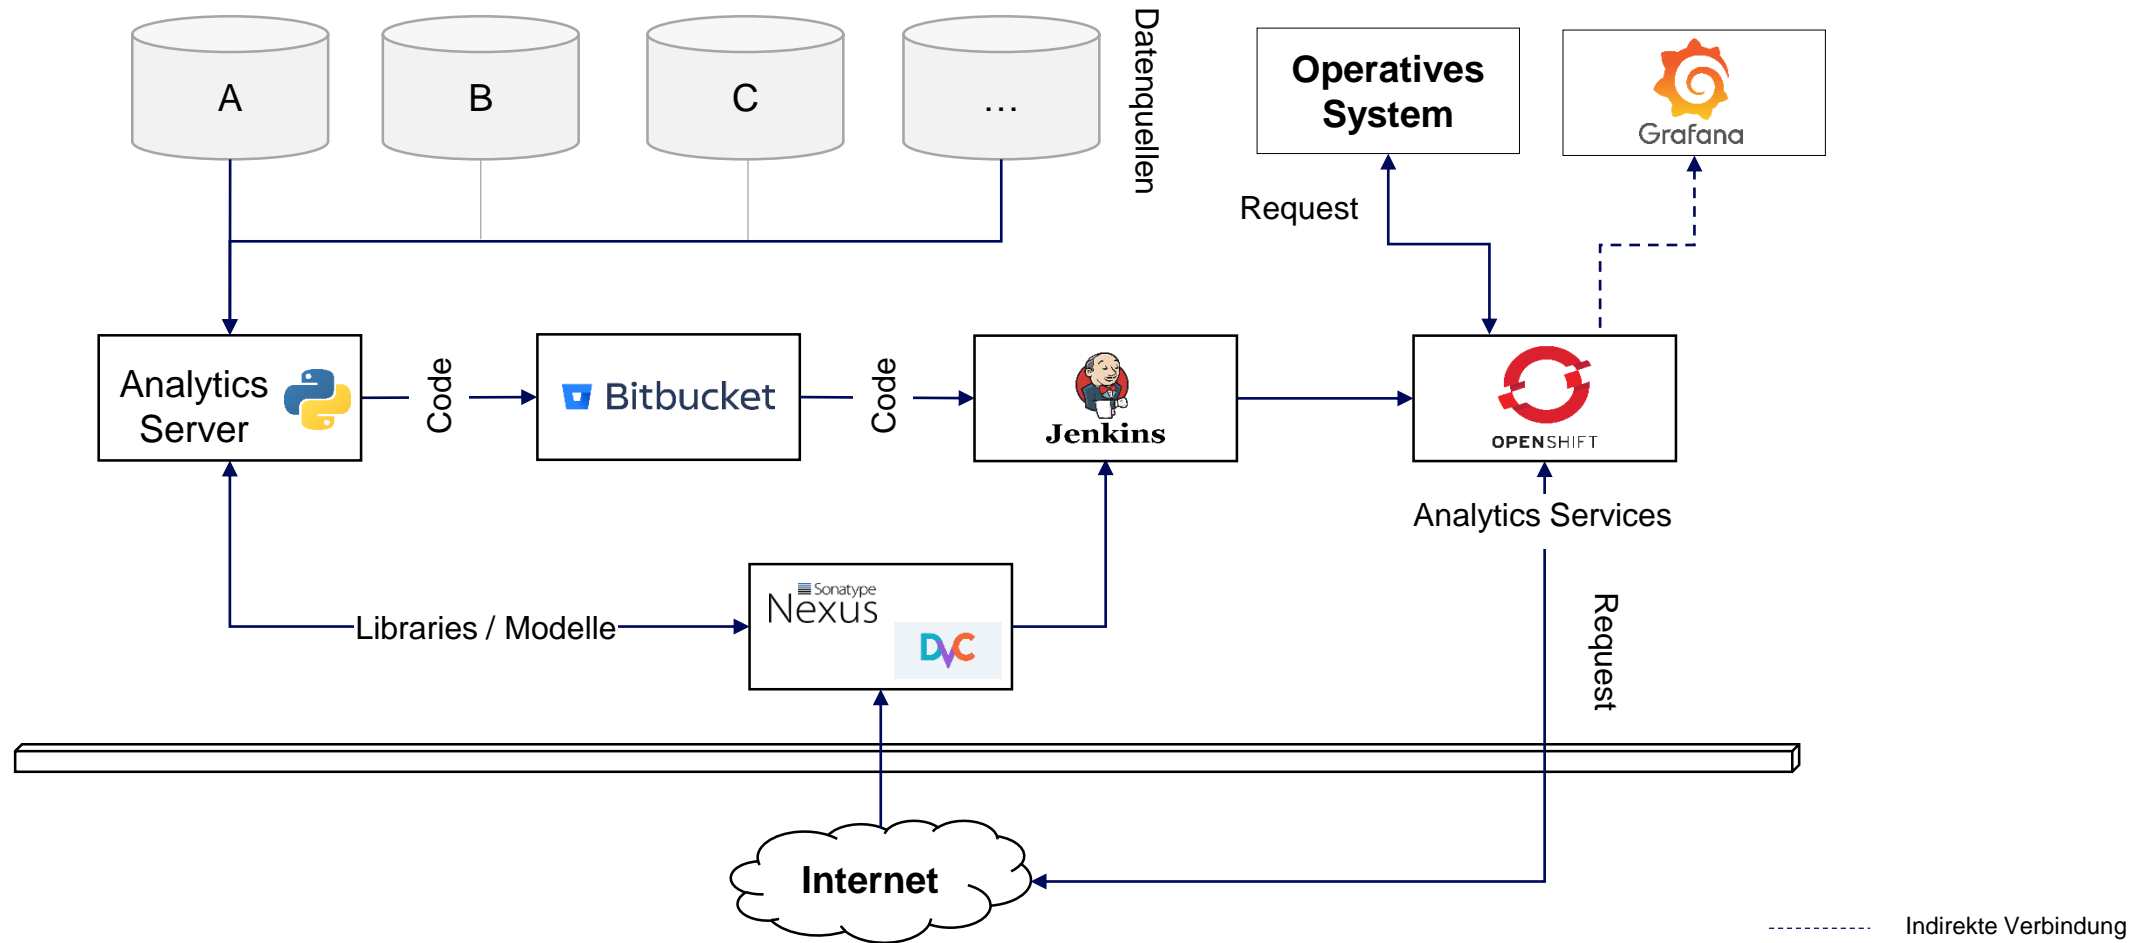 A
B
C
...
Datenquellen
Operatives
System
Grafana
Request
Analytics
Server
Code
Bitbucket
Code
Jenkins
OPENSHIFT
Analytics Services
Sonatype
Nexus
DVC
Libraries / Modelle
Request
Internet
Indirekte Verbindung